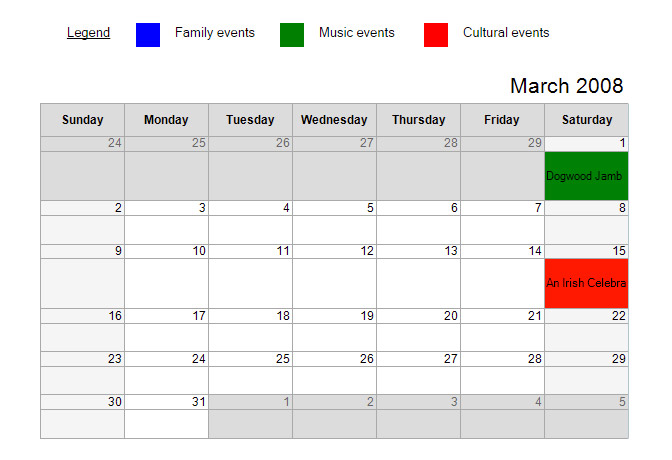 Legend Family events Music events Cultural events
March 2008
Sunday Monday Tuesday Wednesday Thursday Friday Saturday
24 25 26 27 28 29 1
Dogwood Jamb
2 3 4 5 6 7 8
9 10 11 12 13 14 15
An Irish Celebra
16 17 18 19 20 21 22
23 24 25 26 27 28 29
30 31 1 2 3 4 5